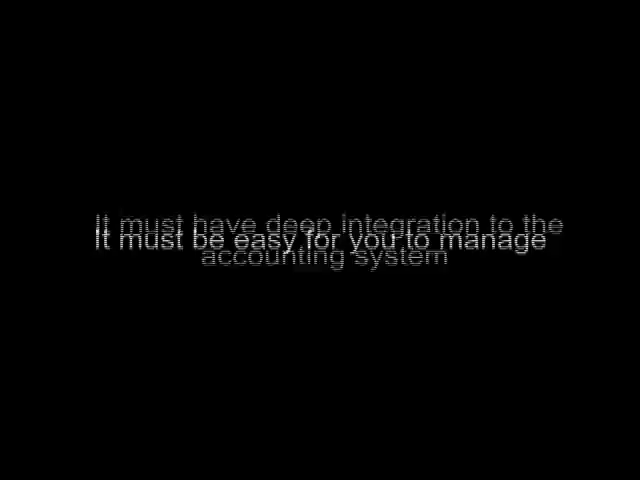 It must have deep integration to the
It must be easy for you to manage
accounting system